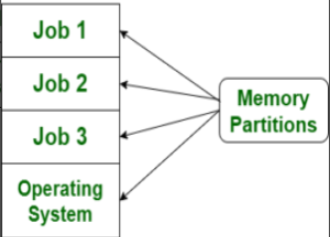 Job 1
Job 2
Job 3
Operating
System
Memory
Partitions